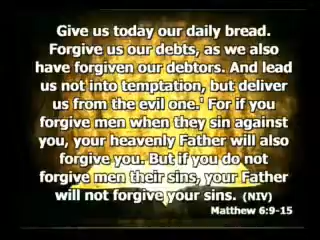 Give us today our daily bread.
Forgive us our debts, as we also
have forgiven our debtors. And lead
us not into temptation, but deliver
us from the evil one.' For if you
forgive men when they sin against
you, your heavenly Father will also
forgive you. But if you do not
forgive men their sins, your Father
will not forgive your sins. (NIV)
Matthew 6:9-15